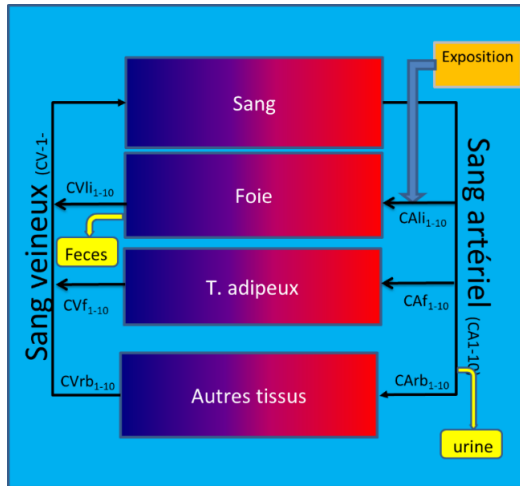 Exposition
Sang
Sang veineux (CV-1-
Sang artériel (CA1-10)
CVli1-10
Foie
CAli1-10
Feces
T. adipeux
CVf1-10
CAf1-10
CVrb1-10
Autres tissus
CArb1-10
urine